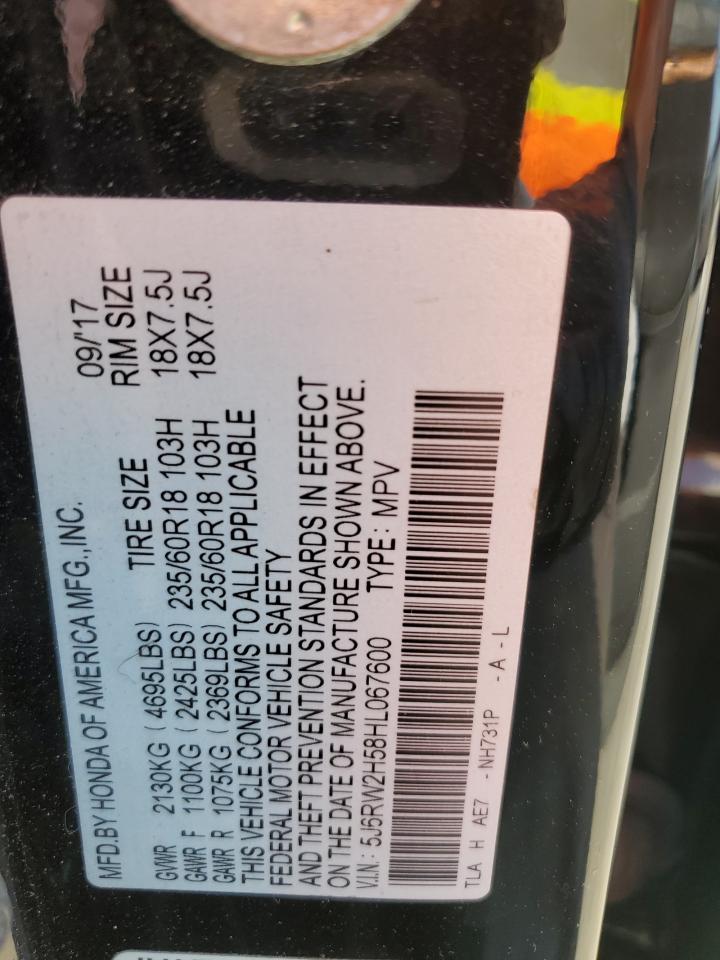 MFD.BY HONDA OF AMERICA MFG.,INC. 09/'17
TIRE SIZE RIM SIZE
GVWR 2130KG ( 4695LBS)
GAWR F 1100KG ( 2425LBS) 235/60R18 103H 18X7.5J
GAWR R 1075KG ( 2369LBS) 235/60R18 103H 18X7.5J
THIS VEHICLE CONFORMS TO ALL APPLICABLE
FEDERAL MOTOR VEHICLE SAFETY
AND THEFT PREVENTION STANDARDS IN EFFECT
ON THE DATE OF MANUFACTURE SHOWN ABOVE.
V.I.N.: 5J6RW2H58HL067600 TYPE: MPV
TLA H AE7 -NH731P -A-L